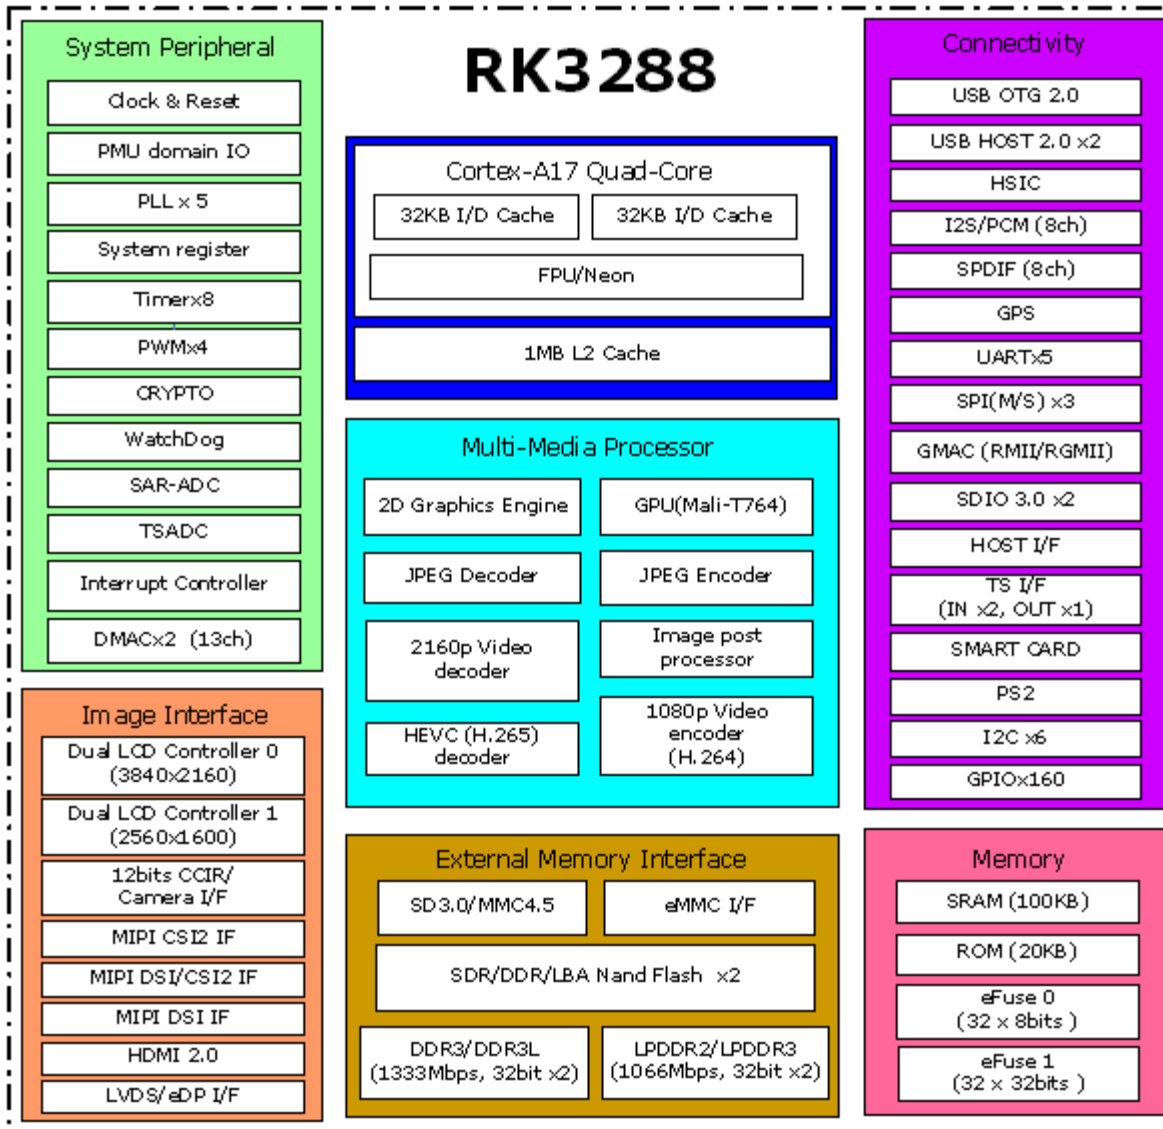 System Peripheral
Clock & Reset
PMU domain IO
PLL x 5
System register
Timerx8
PWMx4
CRYPTO
WatchDog
SAR-ADC
TSADC
Interrupt Controller
DMACx2 (13ch)
Image Interface
Dual LCD Controller 0
(3840x2160)
Dual LCD Controller 1
(2560x1600)
12bits CCIR/
Camera I/F
MIPI CSI2 IF
MIPI DSI/CSI2 IF
MIPI DSI IF
HDMI 2.0
LVDS/eDP I/F
RK3288
Cortex-A17 Quad-Core
32KB I/D Cache
32KB I/D Cache
FPU/Neon
1MB L2 Cache
Multi-Media Processor
2D Graphics Engine
GPU(Mali-T764)
JPEG Decoder
JPEG Encoder
2160p Video
decoder
Image post
processor
HEVC (H.265)
decoder
1080p Video
encoder
(H.264)
External Memory Interface
SD3.0/MMC4.5
eMMC I/F
SDR/DDR/LBA Nand Flash x2
DDR3/DDR3L
(1333Mbps, 32bit x2)
LPDDR2/LPDDR3
(1066Mbps, 32bit x2)
Connectivity
USB OTG 2.0
USB HOST 2.0 x2
HSIC
I2S/PCM (8ch)
SPDIF (8ch)
GPS
UARTx5
SPI(M/S) x3
GMAC (RMII/RGMII)
SDIO 3.0 x2
HOST I/F
TS I/F
(IN x2, OUT x1)
SMART CARD
PS2
I2C x6
GPIOx160
Memory
SRAM (100KB)
ROM (20KB)
eFuse 0
(32 x 8bits )
eFuse 1
(32 x 32bits )